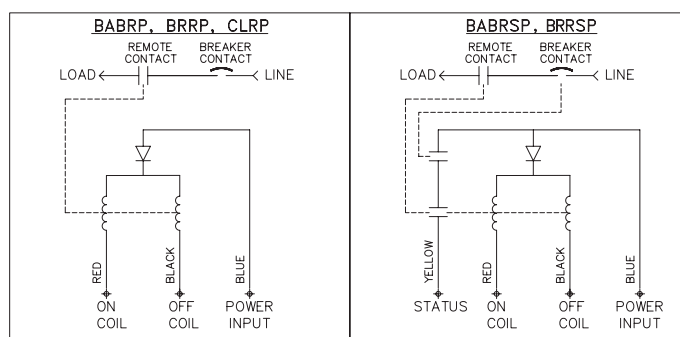 BABRP, BRRP, CLRP
REMOTE CONTACT
BREAKER CONTACT
LOAD
LINE
RED
BLACK
BLUE
ON COIL
OFF COIL
POWER INPUT
BABRSP, BRRSP
REMOTE CONTACT
BREAKER CONTACT
LOAD
LINE
YELLOW
RED
BLACK
BLUE
STATUS
ON COIL
OFF COIL
POWER INPUT